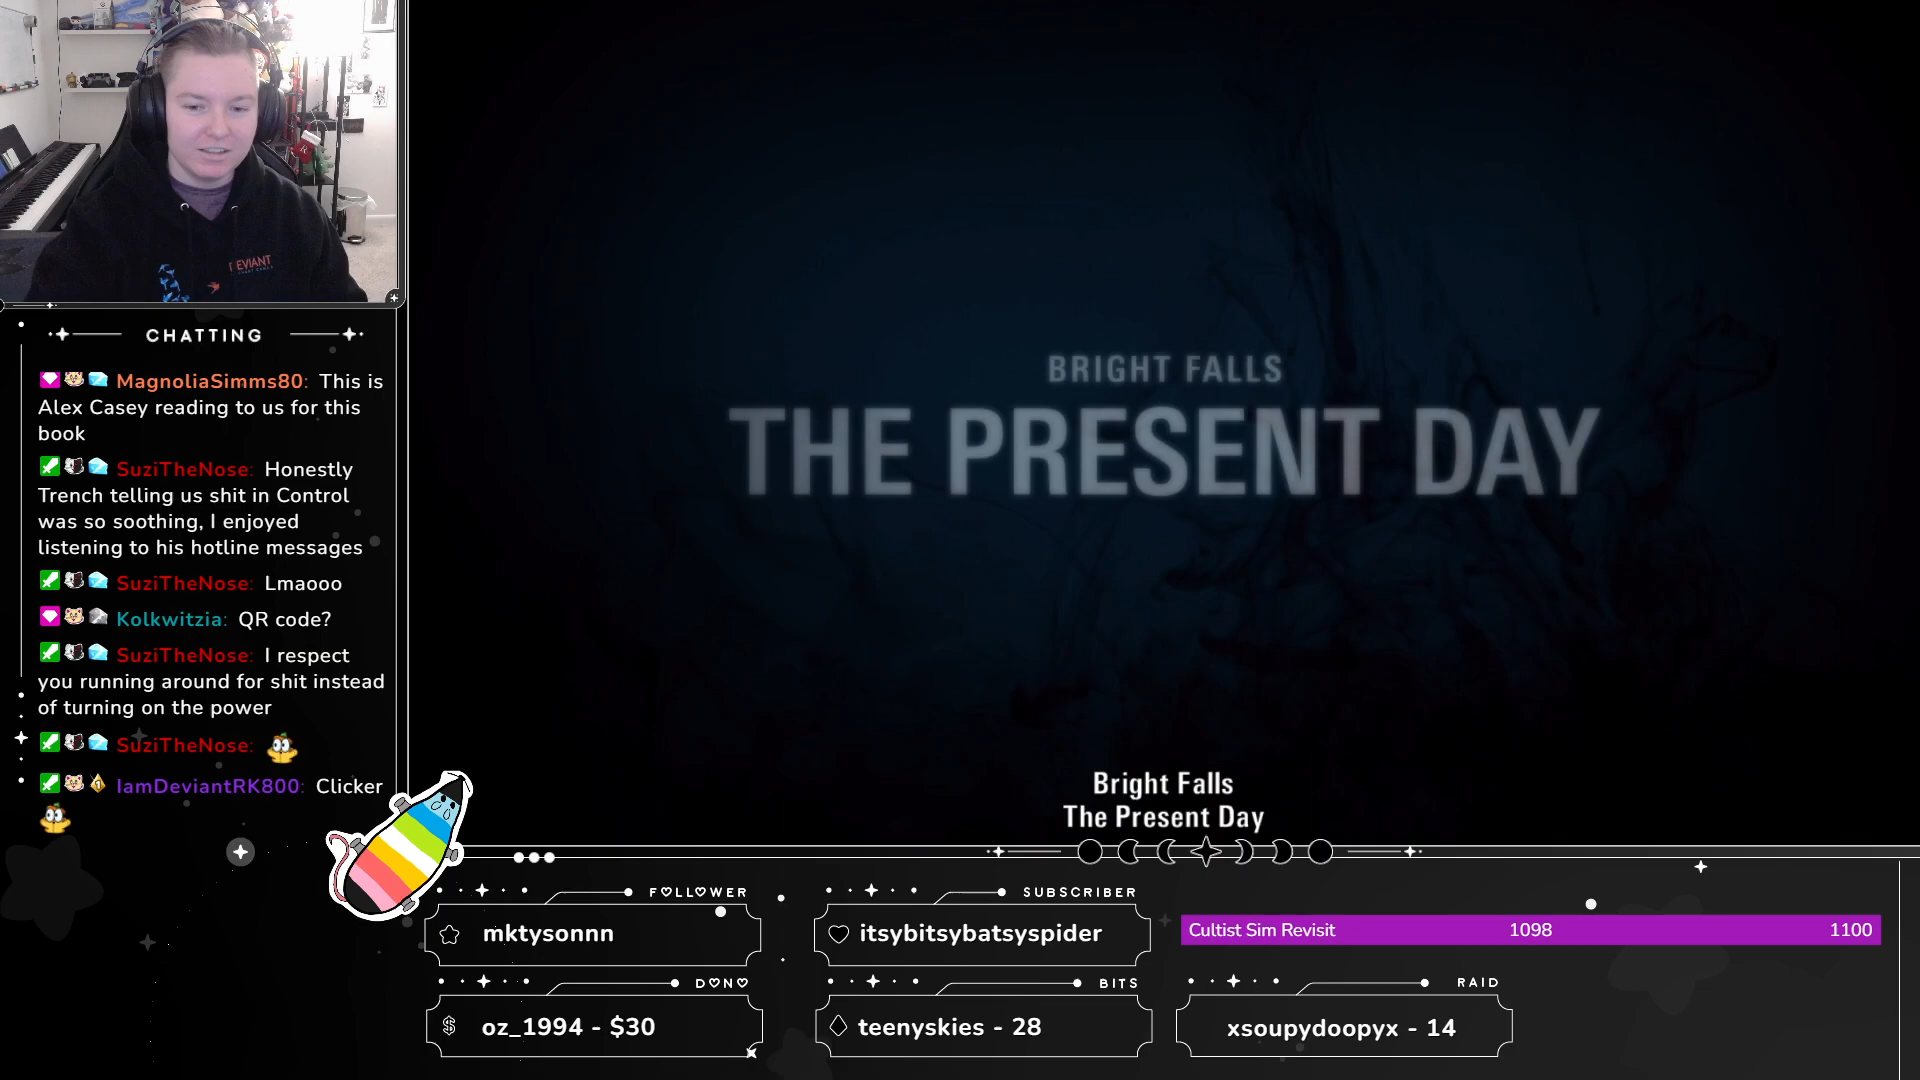 EVIANT
CHATTING
MagnoliaSimms80: This is
Alex Casey reading to us for this
book
SuziTheNose: Honestly
Trench telling us shit in Control
was so soothing, I enjoyed
listening to his hotline messages
SuziTheNose: Lmaooo
Kolkwitzia: QR code?
SuziTheNose: I respect
you running around for shit instead
of turning on the power
SuziTheNose:
IamDeviantRK800: Clicker
BRIGHT FALLS
THE PRESENT DAY
Bright Falls
The Present Day
FOLLOWER
mktysonnn
SUBSCRIBER
itsybitsybatsyspider
Cultist Sim Revisit 1098 1100
DONO
oz_1994 - $30
BITS
teenyskies - 28
RAID
xsoupydoopyx - 14